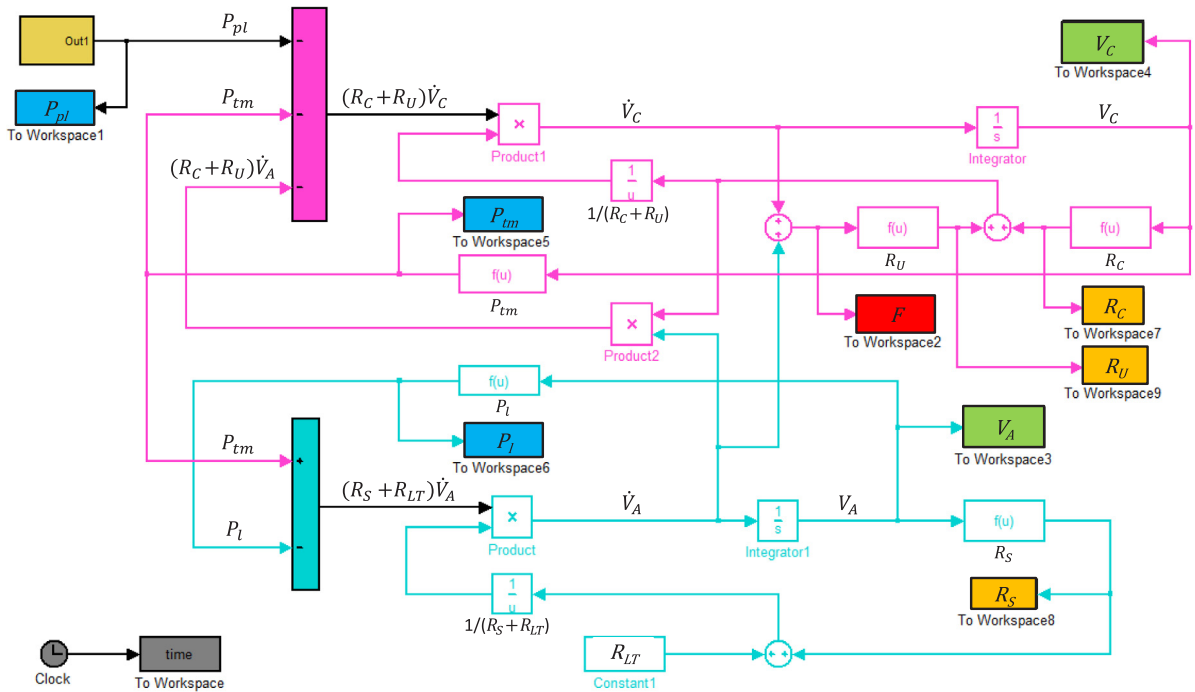 Out1
P_pl
P_pl
To Workspace1
P_tm
(R_C+R_U)V̇_A
-
-
-
(R_C+R_U)V̇_C
×
Product1
V̇_C
1
s
Integrator
V_C
V_C
To Workspace4
1
u
1/(R_C+R_U)
P_tm
To Workspace5
f(u)
P_tm
+
+
f(u)
R_U
+ +
f(u)
R_C
×
Product2
F
To Workspace2
R_C
To Workspace7
R_U
To Workspace9
f(u)
P_l
P_l
To Workspace6
V_A
To Workspace3
P_tm
P_l
+
-
(R_S+R_LT)V̇_A
×
Product
V̇_A
1
s
Integrator1
V_A
f(u)
R_S
1
u
1/(R_S+R_LT)
R_S
To Workspace8
R_LT
Constant1
+ +
Clock
time
To Workspace